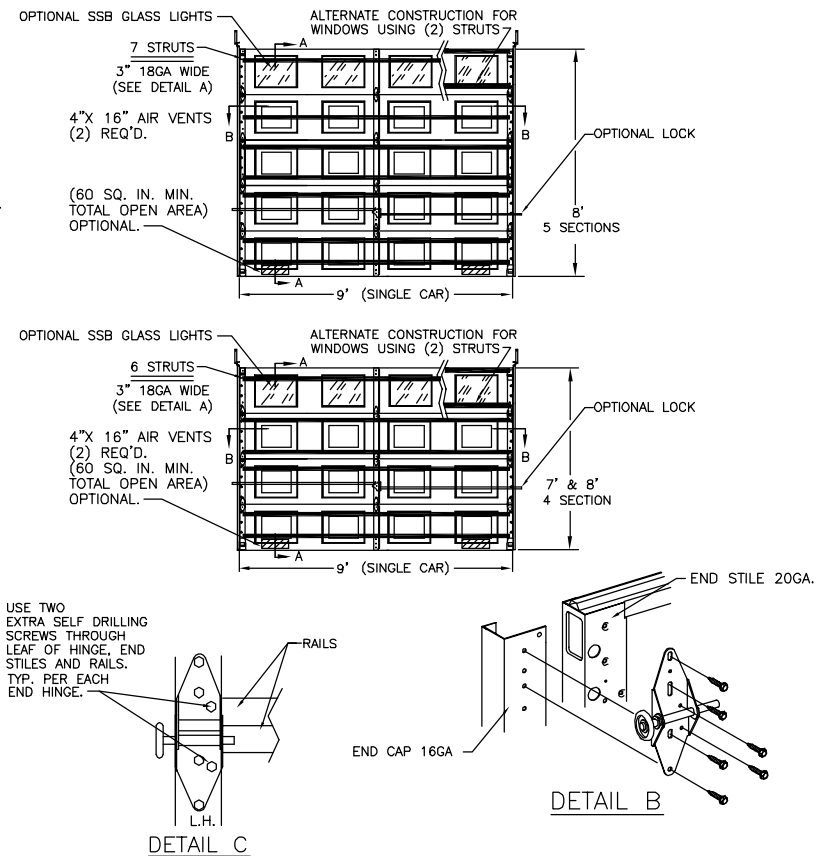 OPTIONAL SSB GLASS LIGHTS
ALTERNATE CONSTRUCTION FOR
WINDOWS USING (2) STRUTS
7 STRUTS
3" 18GA WIDE
(SEE DETAIL A)
A
4"X 16" AIR VENTS
(2) REQ'D.
B
B
OPTIONAL LOCK
(60 SQ. IN. MIN.
TOTAL OPEN AREA)
OPTIONAL.
8'
5 SECTIONS
A
9' (SINGLE CAR)
OPTIONAL SSB GLASS LIGHTS
ALTERNATE CONSTRUCTION FOR
WINDOWS USING (2) STRUTS
6 STRUTS
3" 18GA WIDE
(SEE DETAIL A)
A
OPTIONAL LOCK
4"X 16" AIR VENTS
(2) REQ'D.
(60 SQ. IN. MIN.
TOTAL OPEN AREA)
OPTIONAL.
B
B
7' & 8'
4 SECTION
A
9' (SINGLE CAR)
USE TWO
EXTRA SELF DRILLING
SCREWS THROUGH
LEAF OF HINGE, END
STILES AND RAILS.
TYP. PER EACH
END HINGE.
RAILS
L.H.
DETAIL C
END STILE 20GA.
END CAP 16GA
DETAIL B